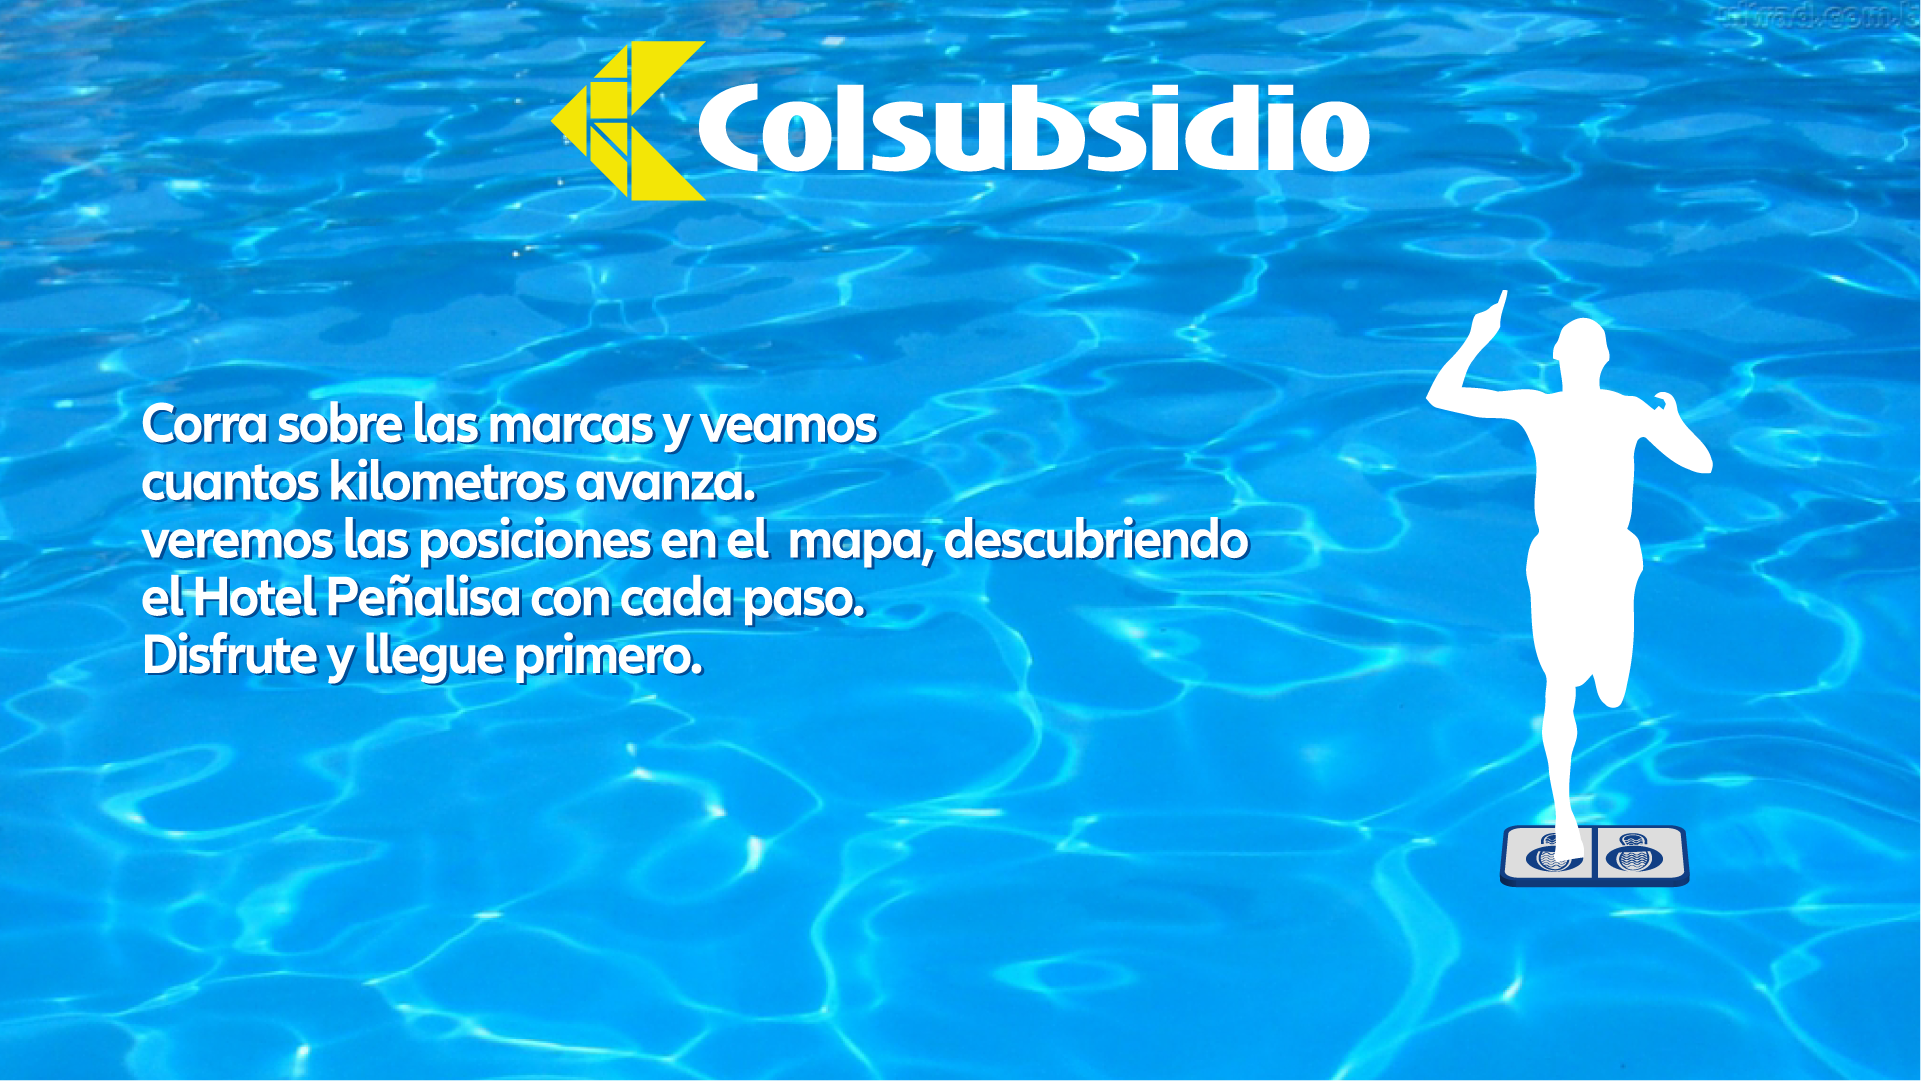 Colsubsidio
Corra sobre las marcas y veamos
cuantos kilometros avanza.
veremos las posiciones en el mapa, descubriendo
el Hotel Peñalisa con cada paso.
Disfrute y llegue primero.